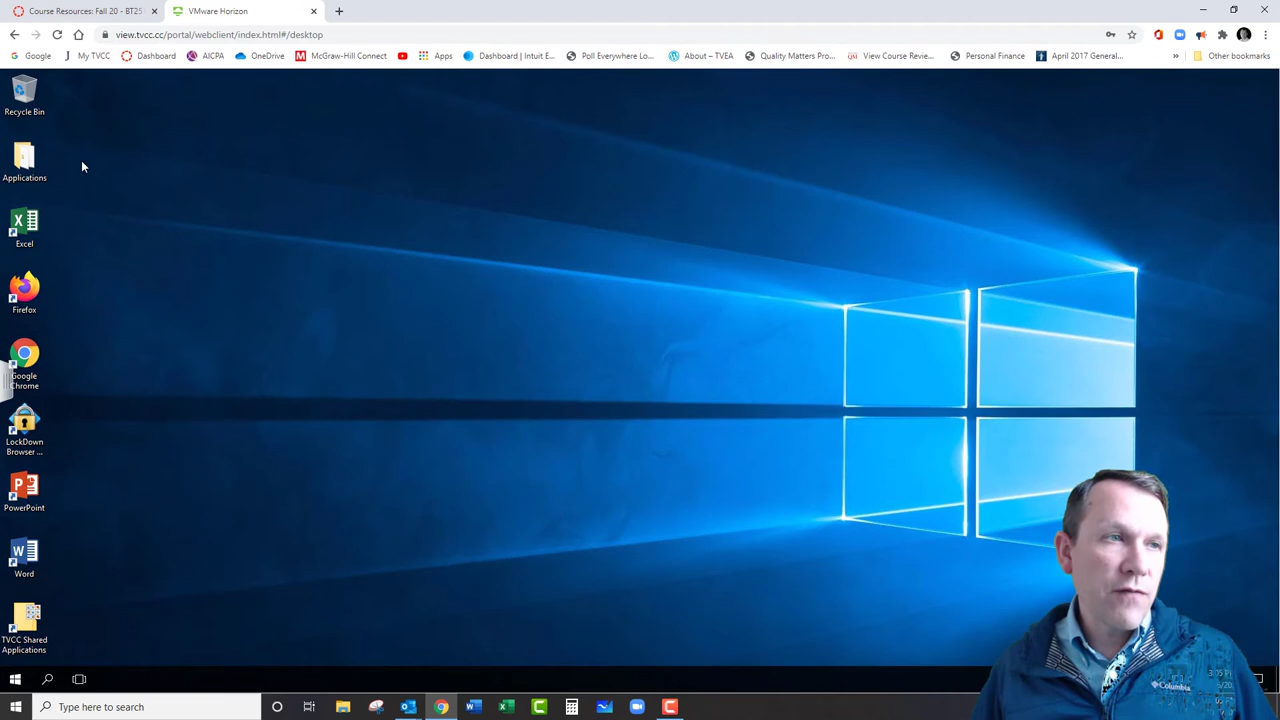 Course Resources: Fall 20 - BT25
VMware Horizon
view.tvcc.cc/portal/webclient/index.html#/desktop
Google
My TVCC
Dashboard
AICPA
OneDrive
McGraw-Hill Connect
Apps
Dashboard | Intuit E...
Poll Everywhere Lo...
About – TVEA
Quality Matters Pro...
View Course Revie...
Personal Finance
April 2017 General...
Other bookmarks
Recycle Bin
Applications
Excel
Firefox
Google
Chrome
LockDown
Browser ...
PowerPoint
Word
TVCC Shared
Applications
Columbia
Type here to search